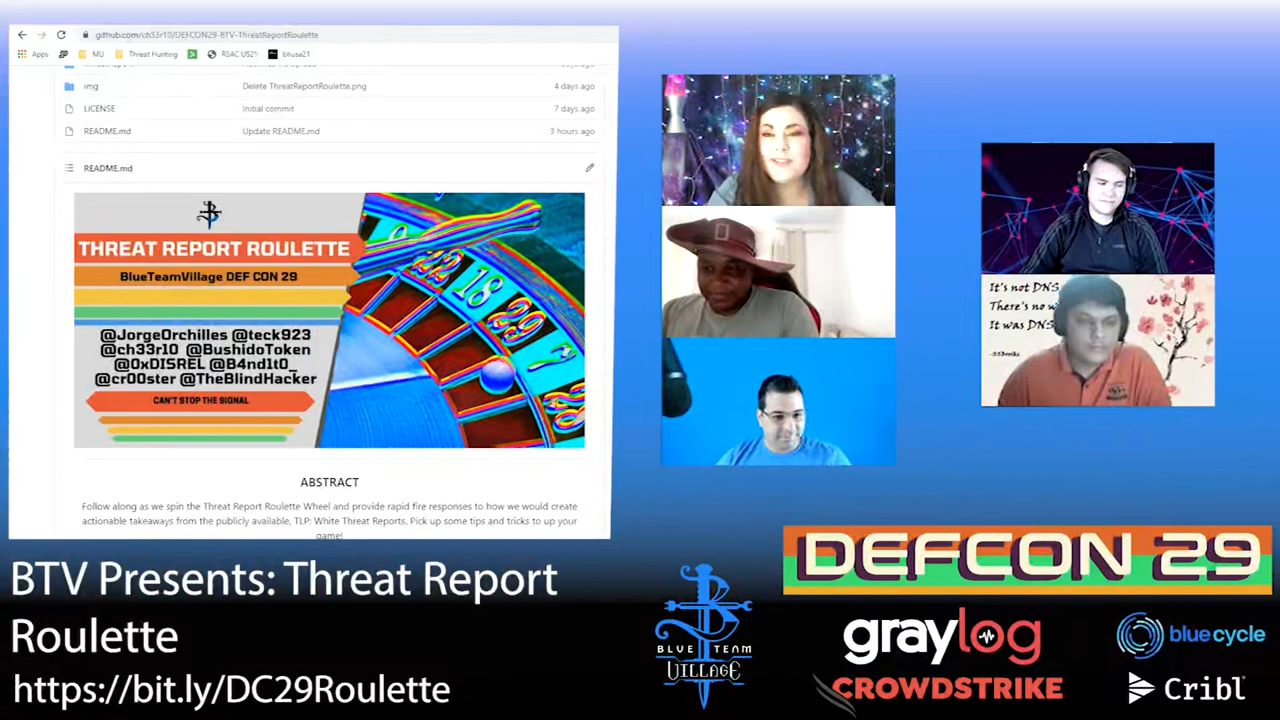 github.com/ch33r10/DEFCON29-BTV-ThreatReportRoulette
Apps MU Threat Hunting RSAC US21 bhusa21
img Delete ThreatReportRoulette.png 4 days ago
LICENSE Initial commit 7 days ago
README.md Update README.md 3 hours ago
README.md
THREAT REPORT ROULETTE
BlueTeamVillage DEF CON 29
@JorgeOrchilles @teck923
@ch33r10 @BushidoToken
@0xDISREL @B4nd1t0_
@cr00ster @TheBlindHacker
CAN'T STOP THE SIGNAL
22 18 29 7
ABSTRACT
Follow along as we spin the Threat Report Roulette Wheel and provide rapid fire responses to how we would create
actionable takeaways from the publicly available, TLP: White Threat Reports. Pick up some tips and tricks to up your
game!
It's not DNS
There's no w
It was DNS
-SSBroski
BTV Presents: Threat Report
Roulette
https://bit.ly/DC29Roulette
BLUE TEAM
VILLAGE
DEFCON 29
graylog
bluecycle
CROWDSTRIKE
Cribl